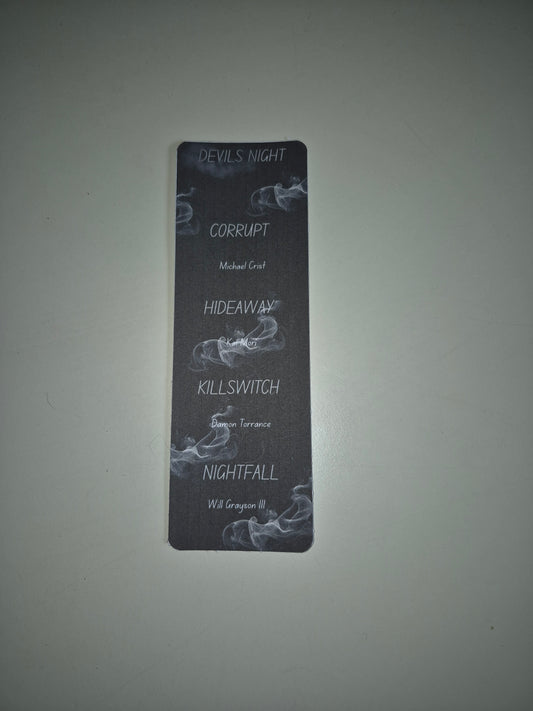 DEVILS NIGHT
CORRUPT
Michael Crist
HIDEAWAY
Kai Mori
KILLSWITCH
Damon Torrance
NIGHTFALL
Will Grayson III